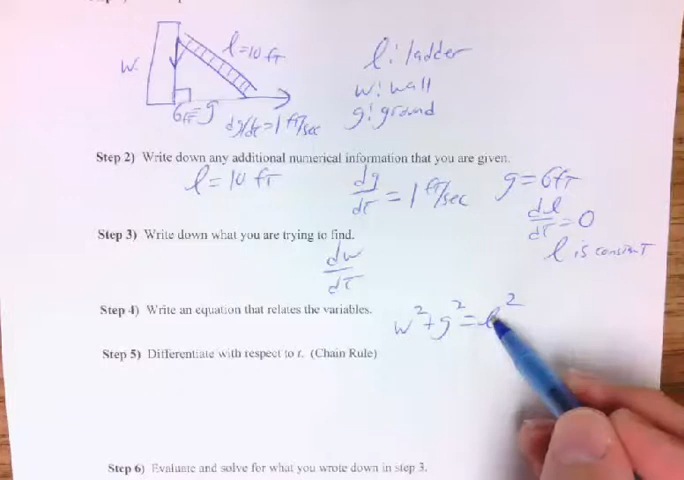 l = 10 ft
l: ladder
w
w: wall
6ft = g
g: ground
dg/dt = 1 ft/sec
Step 2) Write down any additional numerical information that you are given.
l = 10 ft
dg/dt = 1 ft/sec
g = 6ft
dl/dt = 0
l is constant
Step 3) Write down what you are trying to find.
dw/dt
Step 4) Write an equation that relates the variables.
w² + g² = l²
Step 5) Differentiate with respect to t. (Chain Rule)
Step 6) Evaluate and solve for what you wrote down in step 3.